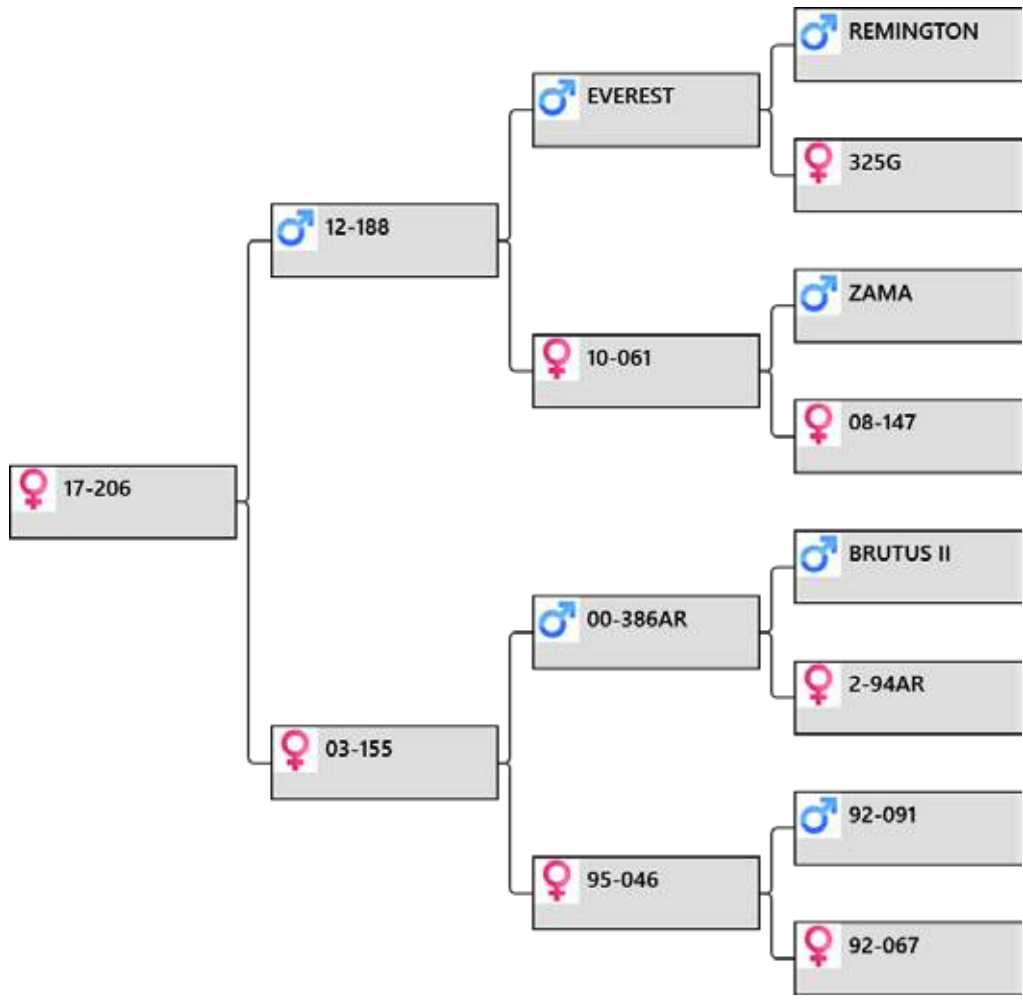 REMINGTON
EVEREST
325G
12-188
ZAMA
10-061
08-147
17-206
BRUTUS II
00-386AR
2-94AR
03-155
92-091
95-046
92-067